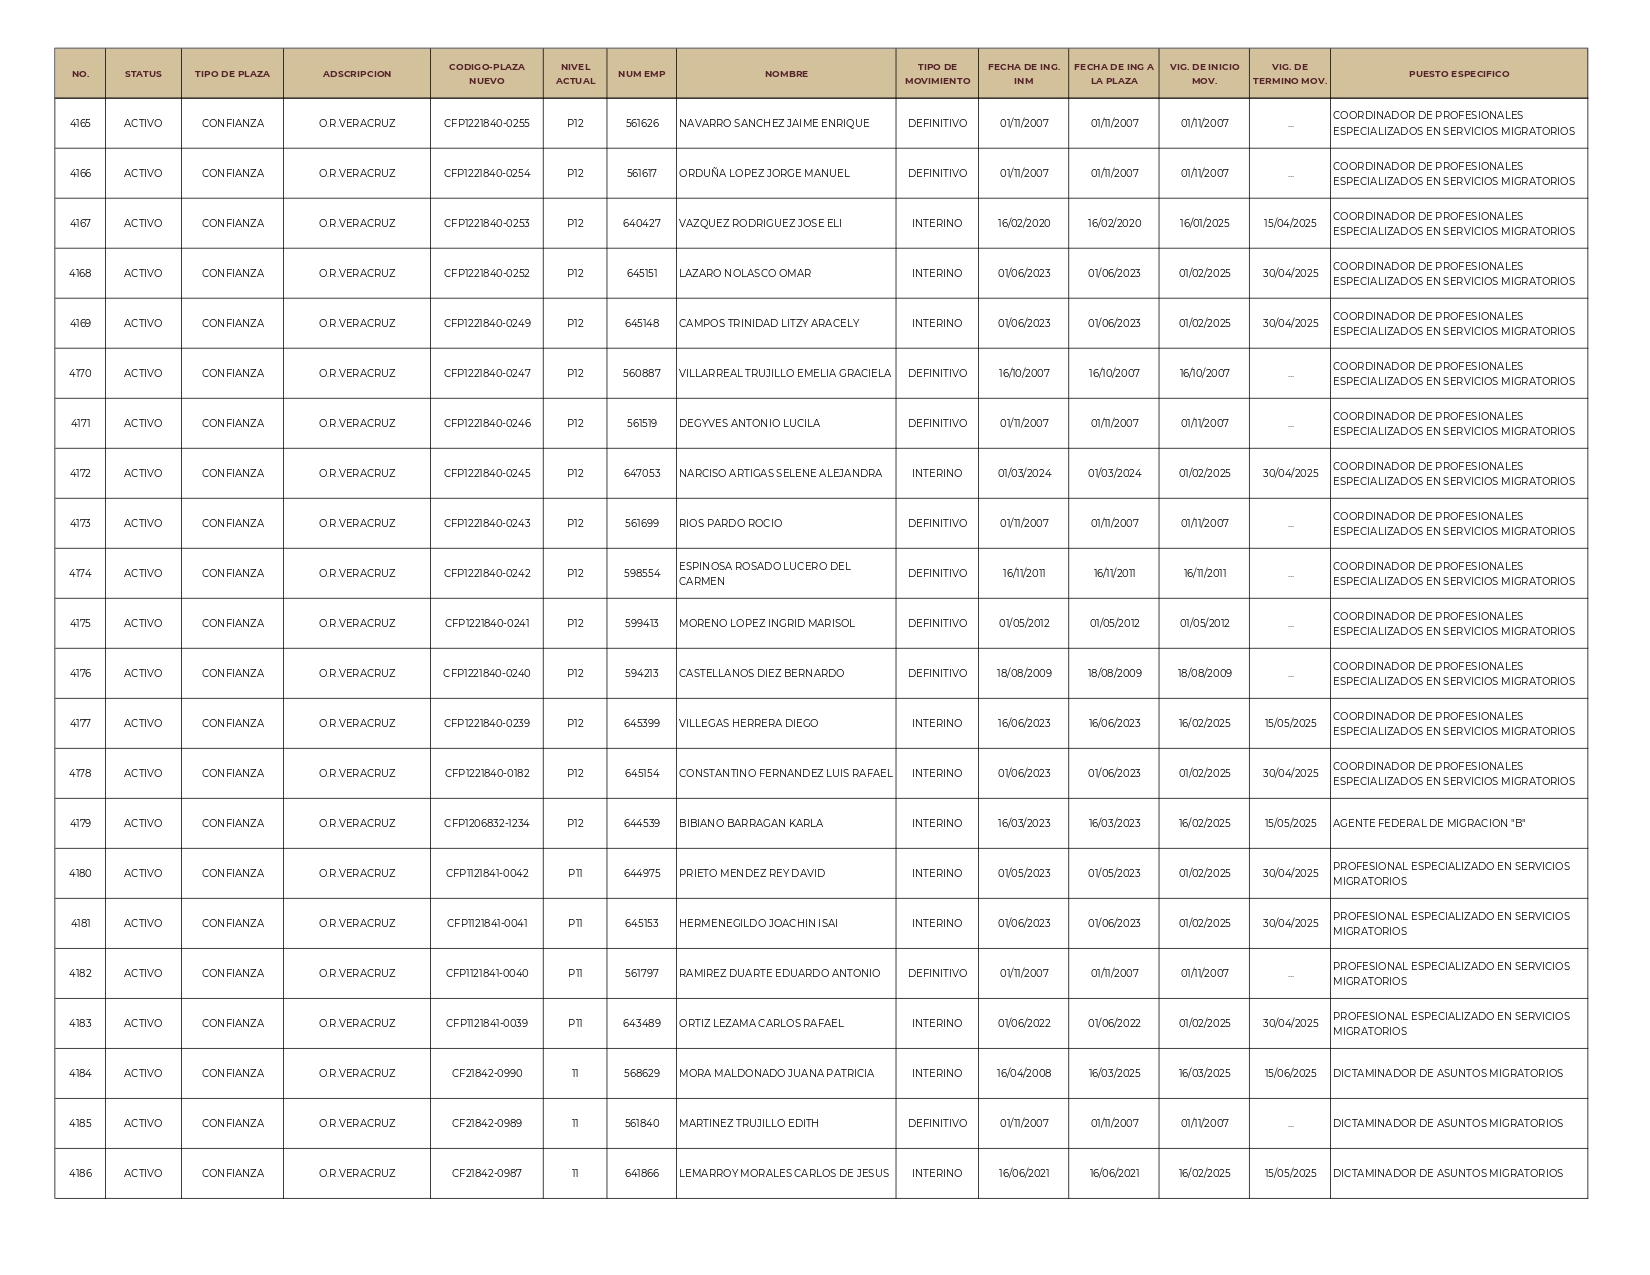 NO. STATUS TIPO DE PLAZA ADSCRIPCION CODIGO-PLAZA NUEVO NIVEL ACTUAL NUM EMP NOMBRE TIPO DE MOVIMIENTO FECHA DE ING. INM FECHA DE ING A LA PLAZA VIG. DE INICIO MOV. VIG. DE TERMINO MOV. PUESTO ESPECIFICO
4165 ACTIVO CONFIANZA O.R.VERACRUZ CFP1221840-0255 P12 561626 NAVARRO SANCHEZ JAIME ENRIQUE DEFINITIVO 01/11/2007 01/11/2007 01/11/2007 ... COORDINADOR DE PROFESIONALES ESPECIALIZADOS EN SERVICIOS MIGRATORIOS
4166 ACTIVO CONFIANZA O.R.VERACRUZ CFP1221840-0254 P12 561617 ORDUÑA LOPEZ JORGE MANUEL DEFINITIVO 01/11/2007 01/11/2007 01/11/2007 ... COORDINADOR DE PROFESIONALES ESPECIALIZADOS EN SERVICIOS MIGRATORIOS
4167 ACTIVO CONFIANZA O.R.VERACRUZ CFP1221840-0253 P12 640427 VAZQUEZ RODRIGUEZ JOSE ELI INTERINO 16/02/2020 16/02/2020 16/01/2025 15/04/2025 COORDINADOR DE PROFESIONALES ESPECIALIZADOS EN SERVICIOS MIGRATORIOS
4168 ACTIVO CONFIANZA O.R.VERACRUZ CFP1221840-0252 P12 645151 LAZARO NOLASCO OMAR INTERINO 01/06/2023 01/06/2023 01/02/2025 30/04/2025 COORDINADOR DE PROFESIONALES ESPECIALIZADOS EN SERVICIOS MIGRATORIOS
4169 ACTIVO CONFIANZA O.R.VERACRUZ CFP1221840-0249 P12 645148 CAMPOS TRINIDAD LITZY ARACELY INTERINO 01/06/2023 01/06/2023 01/02/2025 30/04/2025 COORDINADOR DE PROFESIONALES ESPECIALIZADOS EN SERVICIOS MIGRATORIOS
4170 ACTIVO CONFIANZA O.R.VERACRUZ CFP1221840-0247 P12 560887 VILLARREAL TRUJILLO EMELIA GRACIELA DEFINITIVO 16/10/2007 16/10/2007 16/10/2007 ... COORDINADOR DE PROFESIONALES ESPECIALIZADOS EN SERVICIOS MIGRATORIOS
4171 ACTIVO CONFIANZA O.R.VERACRUZ CFP1221840-0246 P12 561519 DEGYVES ANTONIO LUCILA DEFINITIVO 01/11/2007 01/11/2007 01/11/2007 ... COORDINADOR DE PROFESIONALES ESPECIALIZADOS EN SERVICIOS MIGRATORIOS
4172 ACTIVO CONFIANZA O.R.VERACRUZ CFP1221840-0245 P12 647053 NARCISO ARTIGAS SELENE ALEJANDRA INTERINO 01/03/2024 01/03/2024 01/02/2025 30/04/2025 COORDINADOR DE PROFESIONALES ESPECIALIZADOS EN SERVICIOS MIGRATORIOS
4173 ACTIVO CONFIANZA O.R.VERACRUZ CFP1221840-0243 P12 561699 RIOS PARDO ROCIO DEFINITIVO 01/11/2007 01/11/2007 01/11/2007 ... COORDINADOR DE PROFESIONALES ESPECIALIZADOS EN SERVICIOS MIGRATORIOS
4174 ACTIVO CONFIANZA O.R.VERACRUZ CFP1221840-0242 P12 598554 ESPINOSA ROSADO LUCERO DEL CARMEN DEFINITIVO 16/11/2011 16/11/2011 16/11/2011 ... COORDINADOR DE PROFESIONALES ESPECIALIZADOS EN SERVICIOS MIGRATORIOS
4175 ACTIVO CONFIANZA O.R.VERACRUZ CFP1221840-0241 P12 599413 MORENO LOPEZ INGRID MARISOL DEFINITIVO 01/05/2012 01/05/2012 01/05/2012 ... COORDINADOR DE PROFESIONALES ESPECIALIZADOS EN SERVICIOS MIGRATORIOS
4176 ACTIVO CONFIANZA O.R.VERACRUZ CFP1221840-0240 P12 594213 CASTELLANOS DIEZ BERNARDO DEFINITIVO 18/08/2009 18/08/2009 18/08/2009 ... COORDINADOR DE PROFESIONALES ESPECIALIZADOS EN SERVICIOS MIGRATORIOS
4177 ACTIVO CONFIANZA O.R.VERACRUZ CFP1221840-0239 P12 645399 VILLEGAS HERRERA DIEGO INTERINO 16/06/2023 16/06/2023 16/02/2025 15/05/2025 COORDINADOR DE PROFESIONALES ESPECIALIZADOS EN SERVICIOS MIGRATORIOS
4178 ACTIVO CONFIANZA O.R.VERACRUZ CFP1221840-0182 P12 645154 CONSTANTINO FERNANDEZ LUIS RAFAEL INTERINO 01/06/2023 01/06/2023 01/02/2025 30/04/2025 COORDINADOR DE PROFESIONALES ESPECIALIZADOS EN SERVICIOS MIGRATORIOS
4179 ACTIVO CONFIANZA O.R.VERACRUZ CFP1206832-1234 P12 644539 BIBIANO BARRAGAN KARLA INTERINO 16/03/2023 16/03/2023 16/02/2025 15/05/2025 AGENTE FEDERAL DE MIGRACION "B"
4180 ACTIVO CONFIANZA O.R.VERACRUZ CFP1121841-0042 P11 644975 PRIETO MENDEZ REY DAVID INTERINO 01/05/2023 01/05/2023 01/02/2025 30/04/2025 PROFESIONAL ESPECIALIZADO EN SERVICIOS MIGRATORIOS
4181 ACTIVO CONFIANZA O.R.VERACRUZ CFP1121841-0041 P11 645153 HERMENEGILDO JOACHIN ISAI INTERINO 01/06/2023 01/06/2023 01/02/2025 30/04/2025 PROFESIONAL ESPECIALIZADO EN SERVICIOS MIGRATORIOS
4182 ACTIVO CONFIANZA O.R.VERACRUZ CFP1121841-0040 P11 561797 RAMIREZ DUARTE EDUARDO ANTONIO DEFINITIVO 01/11/2007 01/11/2007 01/11/2007 ... PROFESIONAL ESPECIALIZADO EN SERVICIOS MIGRATORIOS
4183 ACTIVO CONFIANZA O.R.VERACRUZ CFP1121841-0039 P11 643489 ORTIZ LEZAMA CARLOS RAFAEL INTERINO 01/06/2022 01/06/2022 01/02/2025 30/04/2025 PROFESIONAL ESPECIALIZADO EN SERVICIOS MIGRATORIOS
4184 ACTIVO CONFIANZA O.R.VERACRUZ CF21842-0990 11 568629 MORA MALDONADO JUANA PATRICIA INTERINO 16/04/2008 16/03/2025 16/03/2025 15/06/2025 DICTAMINADOR DE ASUNTOS MIGRATORIOS
4185 ACTIVO CONFIANZA O.R.VERACRUZ CF21842-0989 11 561840 MARTINEZ TRUJILLO EDITH DEFINITIVO 01/11/2007 01/11/2007 01/11/2007 ... DICTAMINADOR DE ASUNTOS MIGRATORIOS
4186 ACTIVO CONFIANZA O.R.VERACRUZ CF21842-0987 11 641866 LEMARROY MORALES CARLOS DE JESUS INTERINO 16/06/2021 16/06/2021 16/02/2025 15/05/2025 DICTAMINADOR DE ASUNTOS MIGRATORIOS